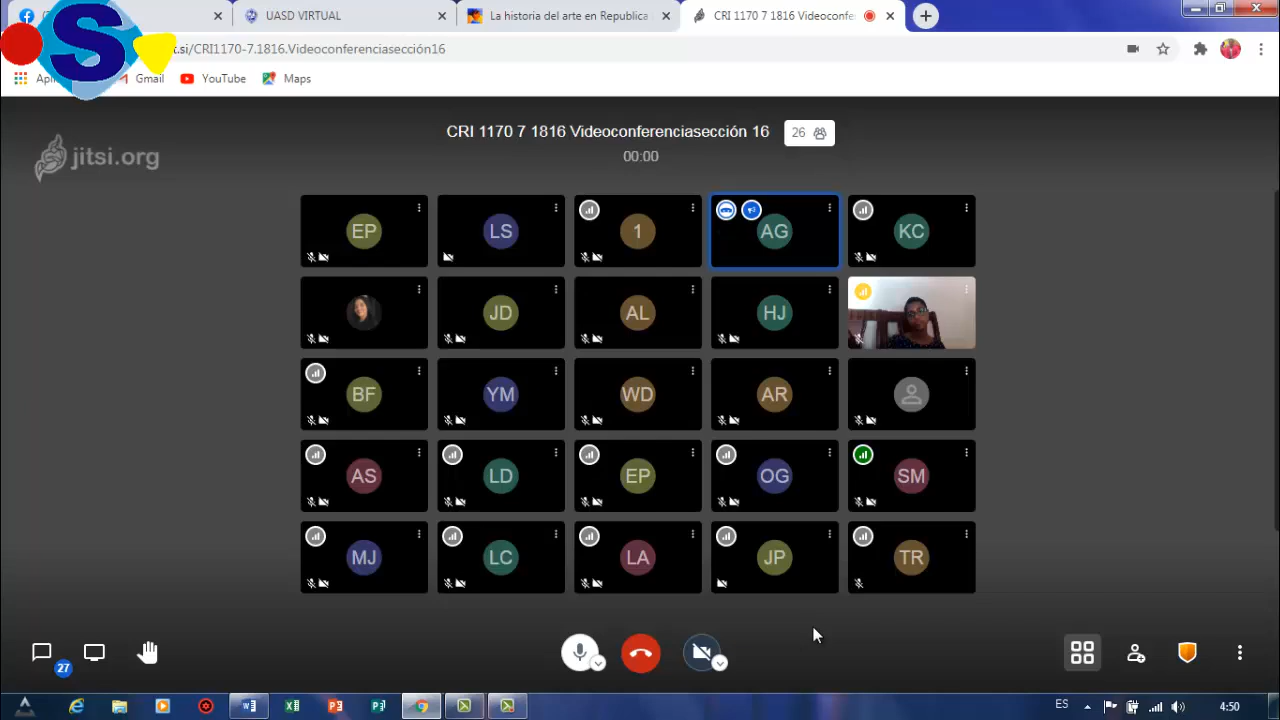 UASD VIRTUAL
La historia del arte en Republica
CRI 1170 7 1816 Videoconfe
S
t.si/CRI1170-7.1816.Videoconferenciasección16
Gmail
YouTube
Maps
CRI 1170 7 1816 Videoconferenciasección 16
26
jitsi.org
00:00
EP
LS
1
AG
KC
JD
AL
HJ
BF
YM
WD
AR
AS
LD
EP
OG
SM
MJ
LC
LA
JP
TR
27
ES
4:50